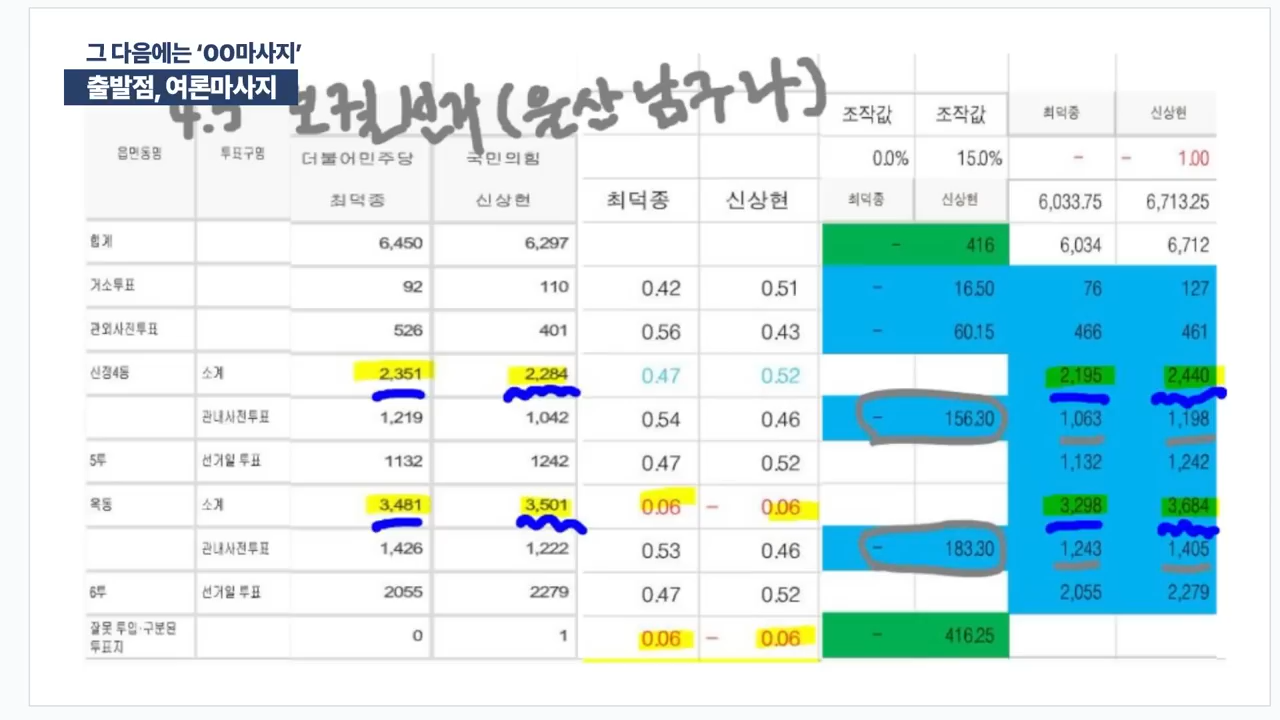 그 다음에는 ‘OO마사지’
출발점, 여론마사지
4.5 보궐선거 (울산 남구 나)
조작값 조작값 최덕종 신상현
읍면동명 투표구명 더불어민주당 국민의힘 0.0% 15.0% – – 1.00
최덕종 신상현 최덕종 신상현 최덕종 신상현 6,033.75 6,713.25
합계 6,450 6,297 – 416 6,034 6,712
거소투표 92 110 0.42 0.51 – 16.50 76 127
관외사전투표 526 401 0.56 0.43 – 60.15 466 461
신정4동 소계 2,351 2,284 0.47 0.52 2,195 2,440
관내사전투표 1,219 1,042 0.54 0.46 – 156.30 1,063 1,198
5투 선거일 투표 1132 1242 0.47 0.52 1,132 1,242
옥동 소계 3,481 3,501 0.06 – 0.06 3,298 3,684
관내사전투표 1,426 1,222 0.53 0.46 – 183.30 1,243 1,405
6투 선거일 투표 2055 2279 0.47 0.52 2,055 2,279
잘못 투입·구분된
투표지 0 1 0.06 – 0.06 – 416.25